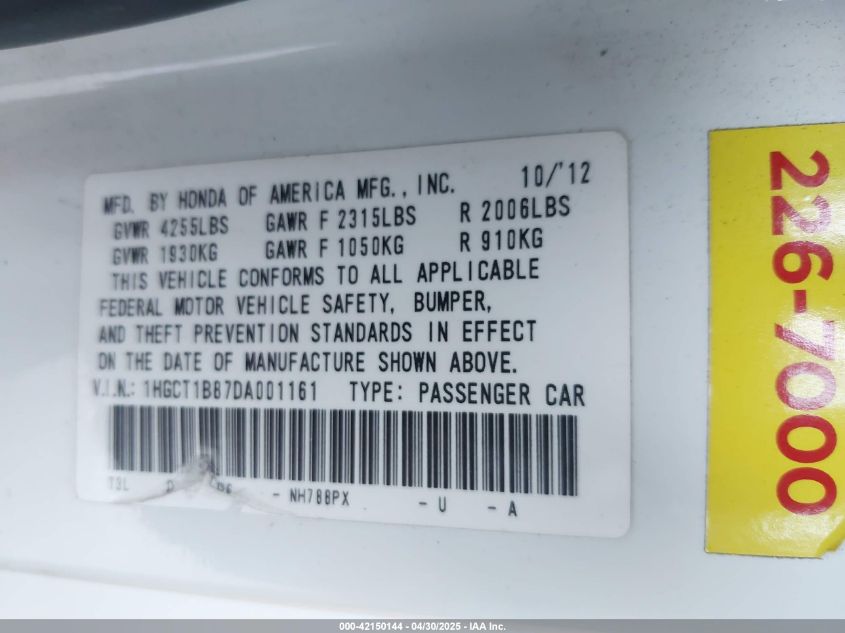 MFD. BY HONDA OF AMERICA MFG., INC. 10/'12
GVWR 4255LBS GAWR F 2315LBS R 2006LBS
GVWR 1930KG GAWR F 1050KG R 910KG
THIS VEHICLE CONFORMS TO ALL APPLICABLE
FEDERAL MOTOR VEHICLE SAFETY, BUMPER,
AND THEFT PREVENTION STANDARDS IN EFFECT
ON THE DATE OF MANUFACTURE SHOWN ABOVE.
V.I.N.: 1HGCT1B87DA001161 TYPE: PASSENGER CAR
T3L - NH788PX - U - A
226-7000
000-42150144 - 04/30/2025 - IAA Inc.